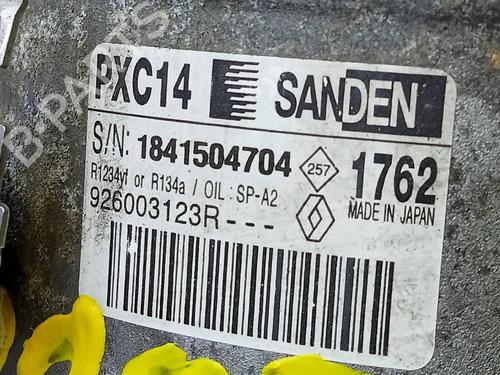 PXC14 SANDEN
S/N: 1841504704 257 1762
R1234yf or R134a / OIL : SP-A2 MADE IN JAPAN
926003123R - - -
B-PARTS